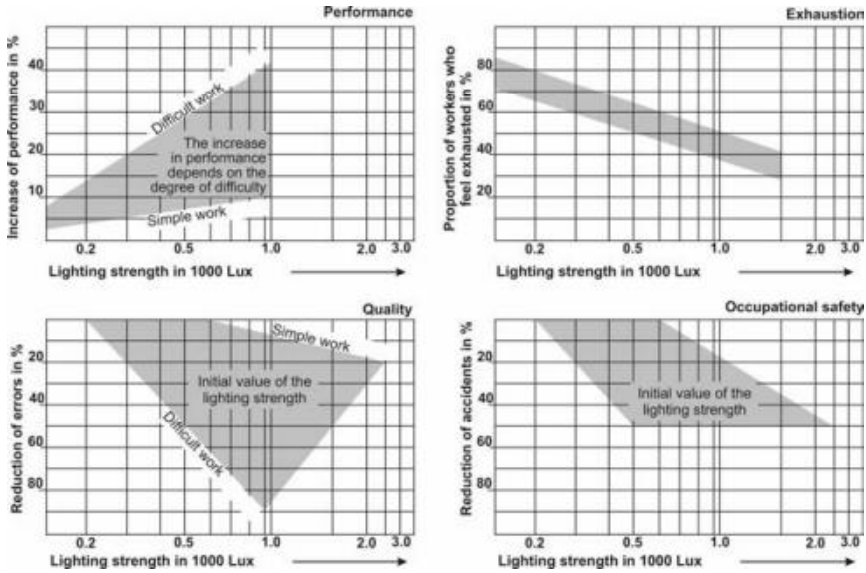 Performance
Increase of performance in %
40
30
20
10
Difficult work
The increase
in performance
depends on the
degree of difficulty
Simple work
0.2
0.5
1.0
2.0
3.0
Lighting strength in 1000 Lux
Exhaustion
Proportion of workers who
feel exhausted in %
80
60
40
20
0.2
0.5
1.0
2.0
3.0
Lighting strength in 1000 Lux
Quality
Reduction of errors in %
20
40
60
80
Simple work
Initial value of the
lighting strength
Difficult work
0.2
0.5
1.0
2.0
3.0
Lighting strength in 1000 Lux
Occupational safety
Reduction of accidents in %
20
40
60
80
Initial value of the
lighting strength
0.2
0.5
1.0
2.0
3.0
Lighting strength in 1000 Lux